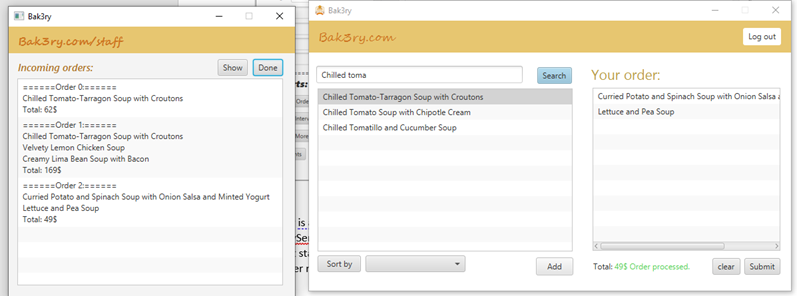 Bak3ry
Bak3ry.com/staff
Incoming orders:
Show
Done
======Order 0:======
Chilled Tomato-Tarragon Soup with Croutons
Total: 62$
======Order 1:======
Chilled Tomato-Tarragon Soup with Croutons
Velvety Lemon Chicken Soup
Creamy Lima Bean Soup with Bacon
Total: 169$
======Order 2:======
Curried Potato and Spinach Soup with Onion Salsa and Minted Yogurt
Lettuce and Pea Soup
Total: 49$
Bak3ry
Bak3ry.com
Log out
Chilled toma
Search
Chilled Tomato-Tarragon Soup with Croutons
Chilled Tomato Soup with Chipotle Cream
Chilled Tomatillo and Cucumber Soup
Sort by
Add
Your order:
Curried Potato and Spinach Soup with Onion Salsa
Lettuce and Pea Soup
Total: 49$ Order processed.
clear
Submit